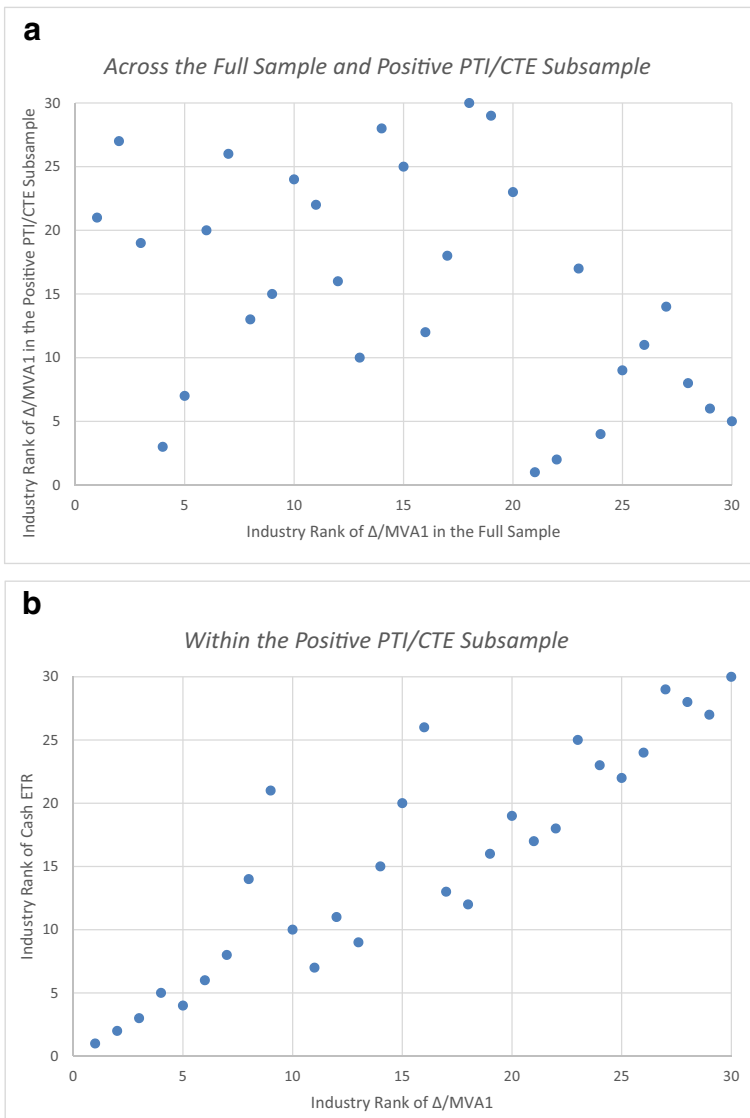 a
Across the Full Sample and Positive PTI/CTE Subsample
Industry Rank of Δ/MVA1 in the Positive PTI/CTE Subsample
30
25
20
15
10
5
0
0 5 10 15 20 25 30
Industry Rank of Δ/MVA1 in the Full Sample
b
Within the Positive PTI/CTE Subsample
Industry Rank of Cash ETR
30
25
20
15
10
5
0
0 5 10 15 20 25 30
Industry Rank of Δ/MVA1